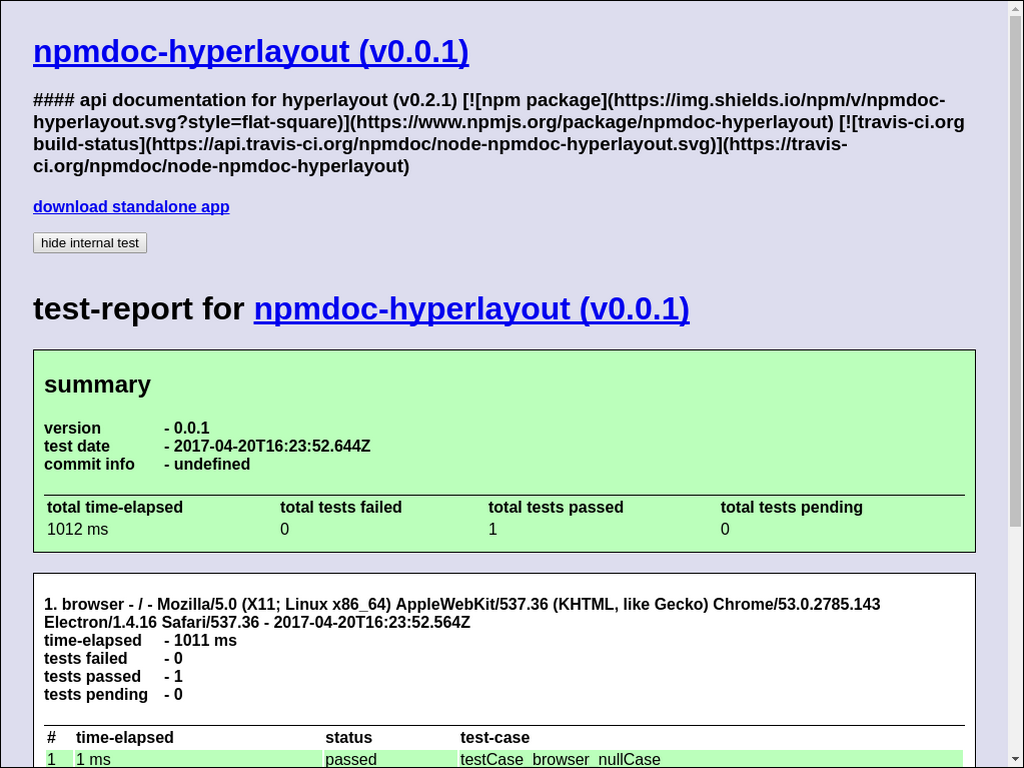 npmdoc-hyperlayout (v0.0.1)
#### api documentation for hyperlayout (v0.2.1) [![npm package](https://img.shields.io/npm/v/npmdoc-
hyperlayout.svg?style=flat-square)](https://www.npmjs.org/package/npmdoc-hyperlayout) [![travis-ci.org
build-status](https://api.travis-ci.org/npmdoc/node-npmdoc-hyperlayout.svg)](https://travis-
ci.org/npmdoc/node-npmdoc-hyperlayout)
download standalone app
hide internal test
test-report for npmdoc-hyperlayout (v0.0.1)
summary
version - 0.0.1
test date - 2017-04-20T16:23:52.644Z
commit info - undefined
total time-elapsed total tests failed total tests passed total tests pending
1012 ms 0 1 0
1. browser - / - Mozilla/5.0 (X11; Linux x86_64) AppleWebKit/537.36 (KHTML, like Gecko) Chrome/53.0.2785.143
Electron/1.4.16 Safari/537.36 - 2017-04-20T16:23:52.564Z
time-elapsed - 1011 ms
tests failed - 0
tests passed - 1
tests pending - 0
# time-elapsed status test-case
1 1 ms passed testCase_browser_nullCase